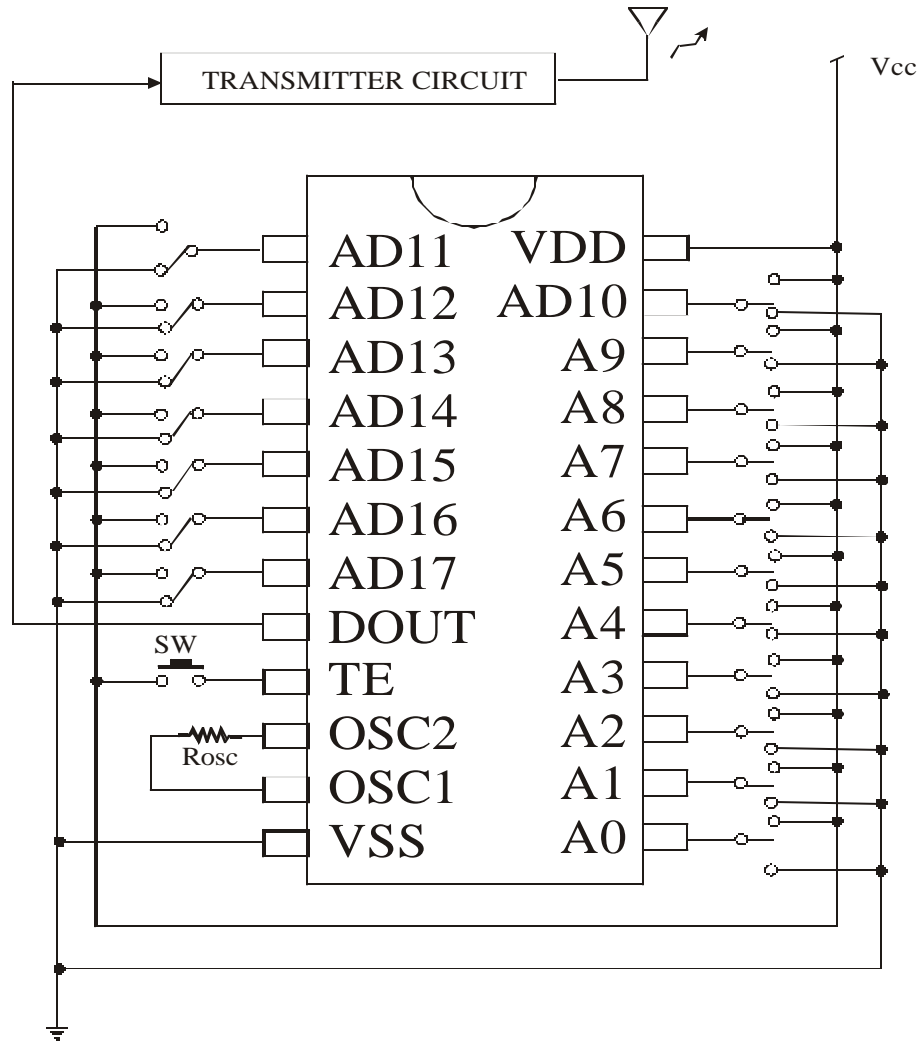 TRANSMITTER CIRCUIT
Vcc
AD11 VDD
AD12 AD10
AD13 A9
AD14 A8
AD15 A7
AD16 A6
AD17 A5
DOUT A4
SW
TE A3
OSC2 A2
Rosc
OSC1 A1
VSS A0